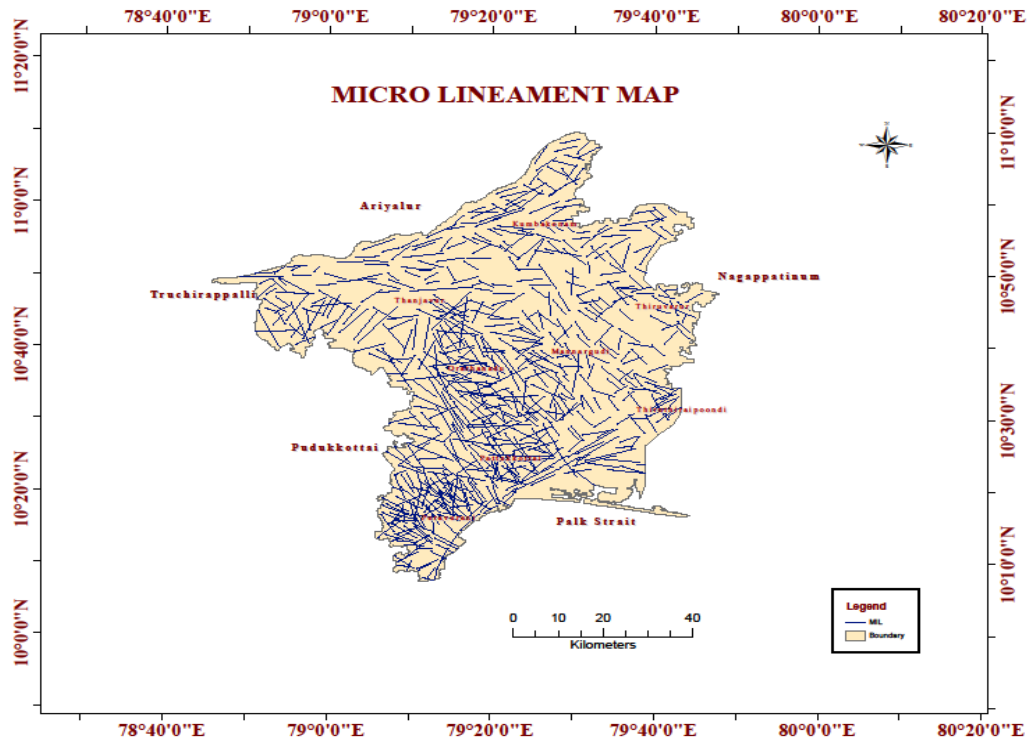 78°40'0"E 79°0'0"E 79°20'0"E 79°40'0"E 80°0'0"E 80°20'0"E
11°20'0"N
11°0'0"N
10°40'0"N
10°20'0"N
10°0'0"N
MICRO LINEAMENT MAP
11°10'0"N
10°50'0"N
10°30'0"N
10°10'0"N
Ariyalur
Kumbakonam
Nagappatinum
Truchirappalli
Thanjavur
Mannargudi
Pudukkottai
Palk Strait
0 10 20 40
Kilometers
Legend
MIL
Boundary
78°40'0"E 79°0'0"E 79°20'0"E 79°40'0"E 80°0'0"E 80°20'0"E